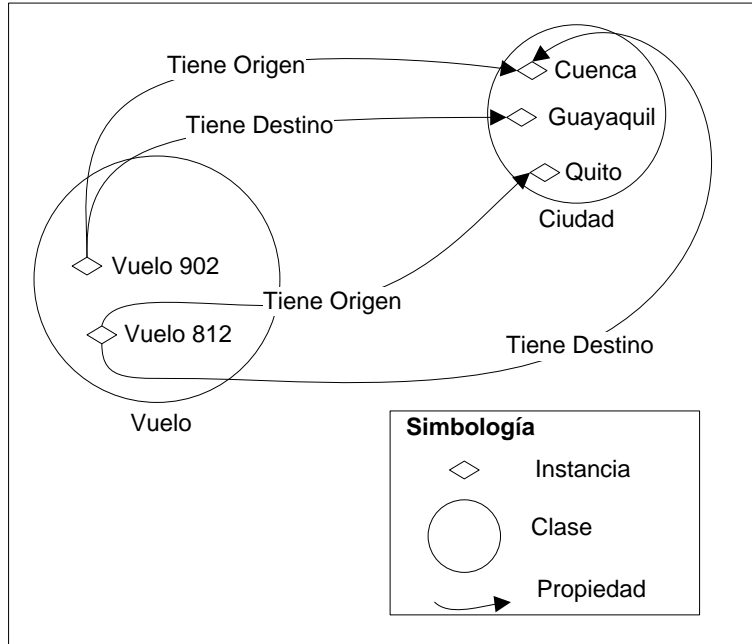 Tiene Origen
Cuenca
Tiene Destino
Guayaquil
Quito
Ciudad
Vuelo 902
Tiene Origen
Vuelo 812
Tiene Destino
Vuelo
Simbología
Instancia
Clase
Propiedad